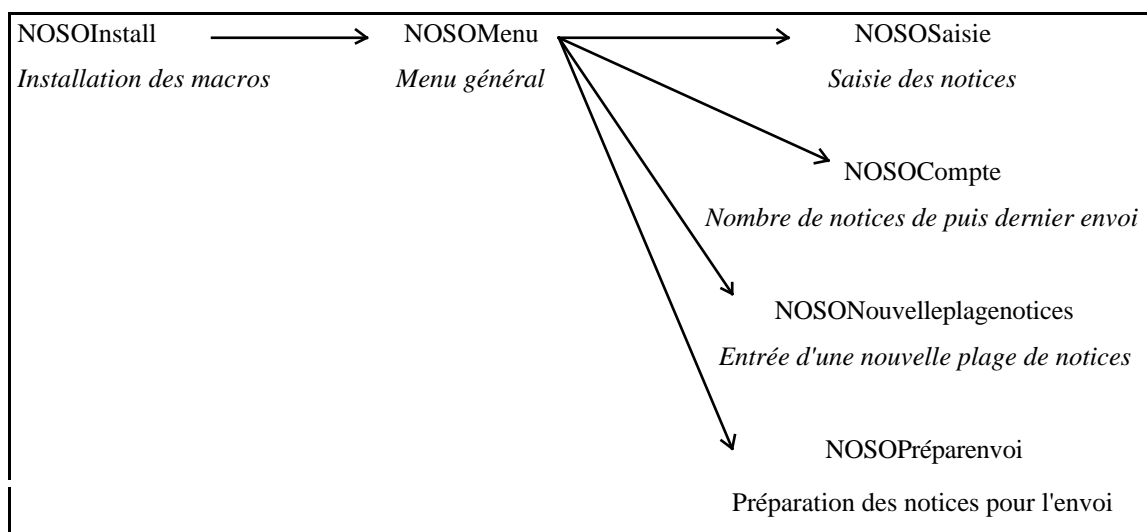 NOSOInstall NOSOMenu NOSOSaisie
Installation des macros Menu général Saisie des notices
NOSOCompte
Nombre de notices de puis dernier envoi
NOSONouvelleplagenotices
Entrée d'une nouvelle plage de notices
NOSOPréparenvoi
Préparation des notices pour l'envoi